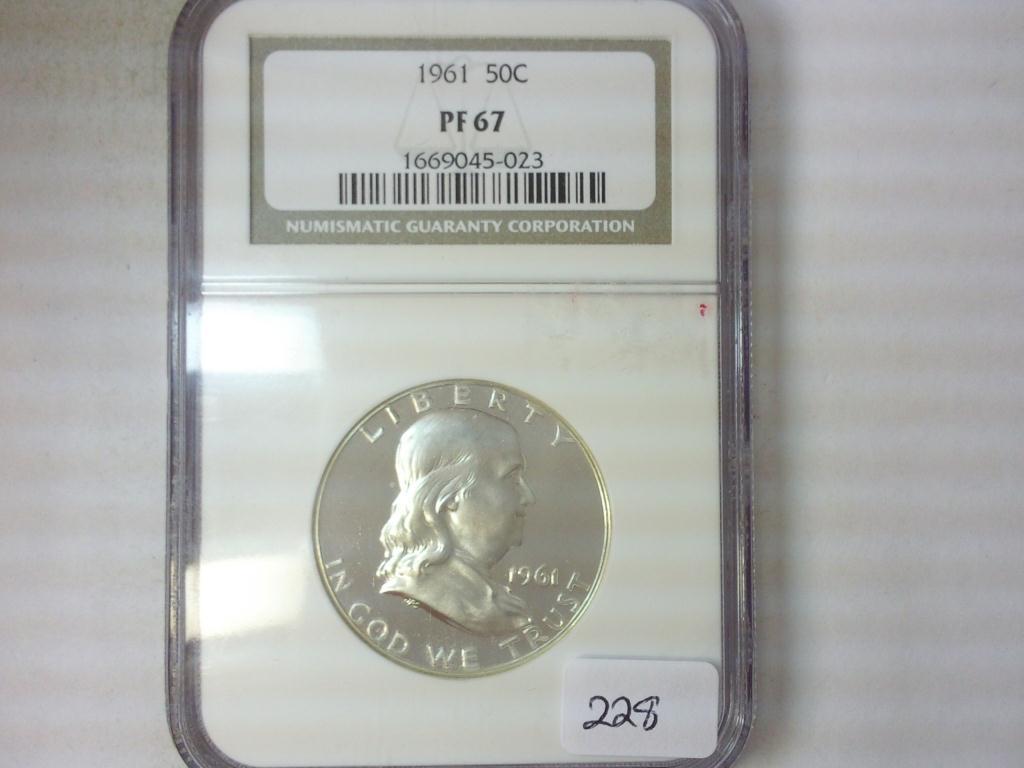 1961 50C
PF 67
1669045-023
NUMISMATIC GUARANTY CORPORATION
LIBERTY
1961
IN GOD WE TRUST
228